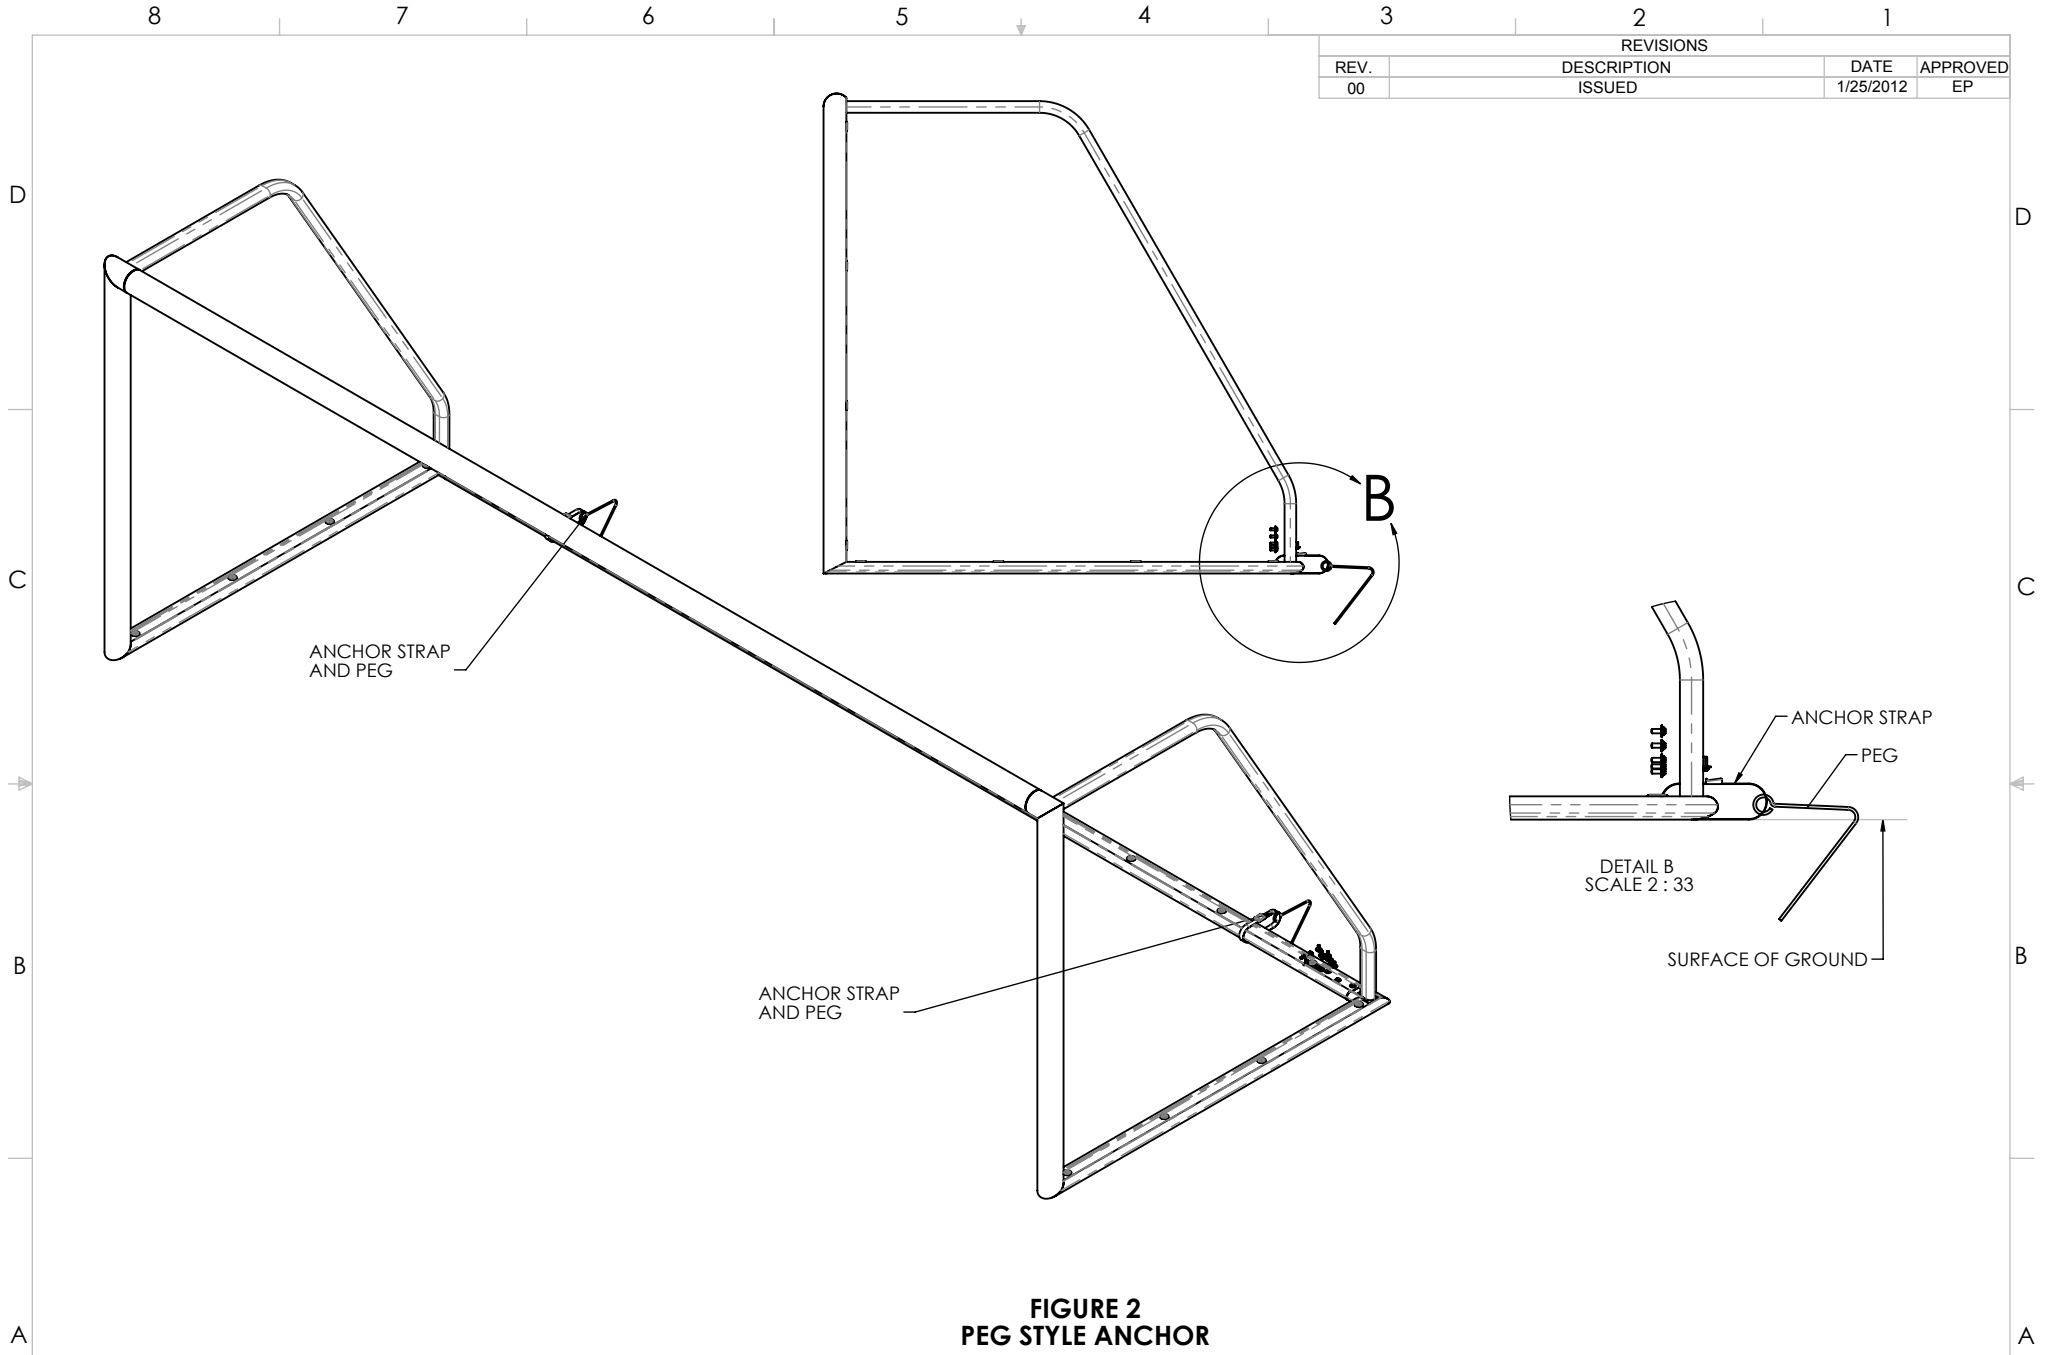 8 7 6 5 4 3 2 1
REVISIONS
REV. DESCRIPTION DATE APPROVED
00 ISSUED 1/25/2012 EP
D
D
B
C
C
ANCHOR STRAP
AND PEG
ANCHOR STRAP
PEG
DETAIL B
SCALE 2 : 33
SURFACE OF GROUND
B
B
ANCHOR STRAP
AND PEG
FIGURE 2
PEG STYLE ANCHOR
A
A